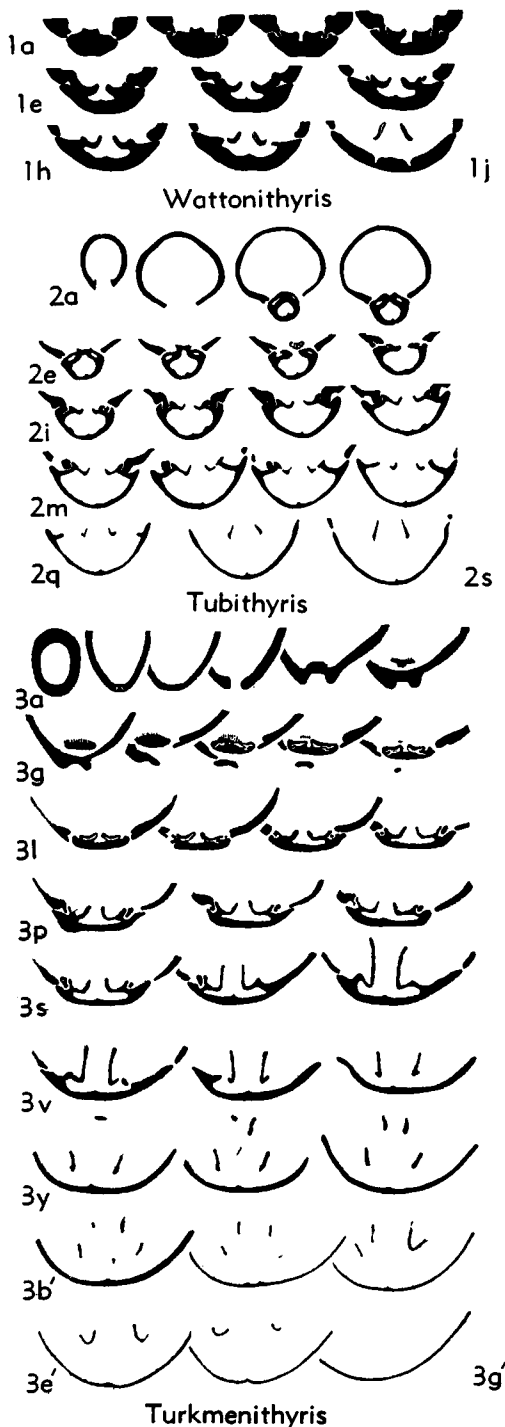 1a
1e
1h 1j
Wattonithyris
2a
2e
2i
2m
2q 2s
Tubithyris
3a
3g
3l
3p
3s
3v
3y
3b′
3e′ 3g′
Turkmenithyris